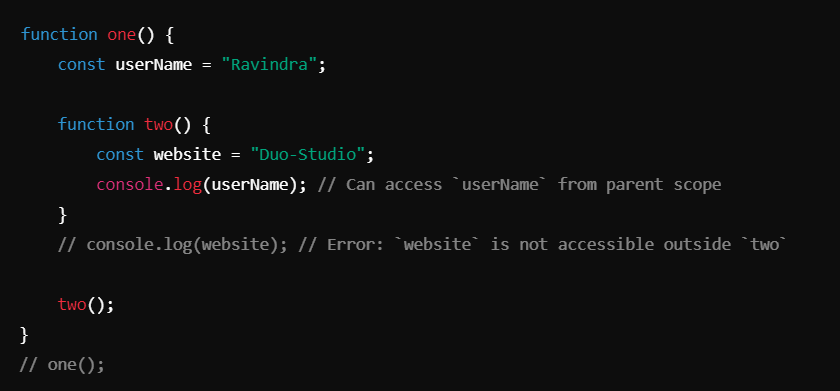 function one() {
    const userName = "Ravindra";
    function two() {
        const website = "Duo-Studio";
        console.log(userName); // Can access `userName` from parent scope
    }
    // console.log(website); // Error: `website` is not accessible outside `two`
    two();
}
// one();